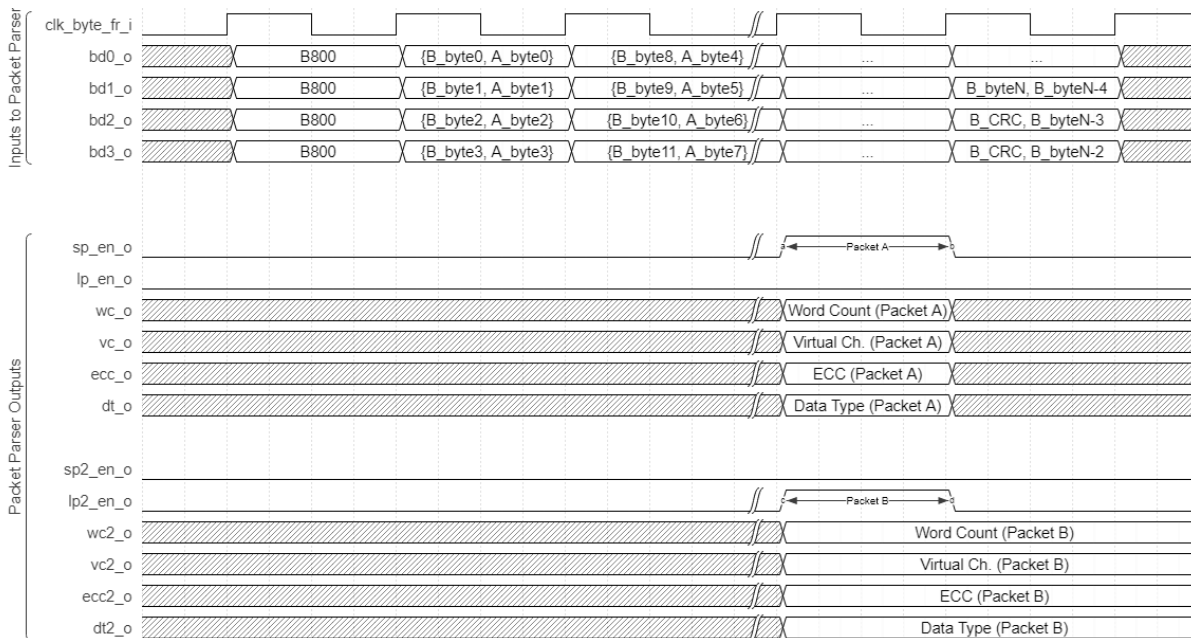 Inputs to Packet Parser
clk_byte_fr_i
bd0_o B800 {B_byte0, A_byte0} {B_byte8, A_byte4} ... ...
bd1_o B800 {B_byte1, A_byte1} {B_byte9, A_byte5} ... B_byteN, B_byteN-4
bd2_o B800 {B_byte2, A_byte2} {B_byte10, A_byte6} ... B_CRC, B_byteN-3
bd3_o B800 {B_byte3, A_byte3} {B_byte11, A_byte7} ... B_CRC, B_byteN-2
Packet Parser Outputs
sp_en_o a Packet A b
lp_en_o
wc_o Word Count (Packet A)
vc_o Virtual Ch. (Packet A)
ecc_o ECC (Packet A)
dt_o Data Type (Packet A)
sp2_en_o
lp2_en_o c Packet B d
wc2_o Word Count (Packet B)
vc2_o Virtual Ch. (Packet B)
ecc2_o ECC (Packet B)
dt2_o Data Type (Packet B)